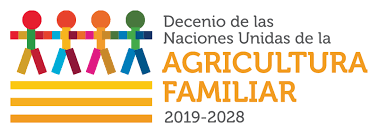 Decenio de las
Naciones Unidas de la
AGRICULTURA
FAMILIAR
2019-2028